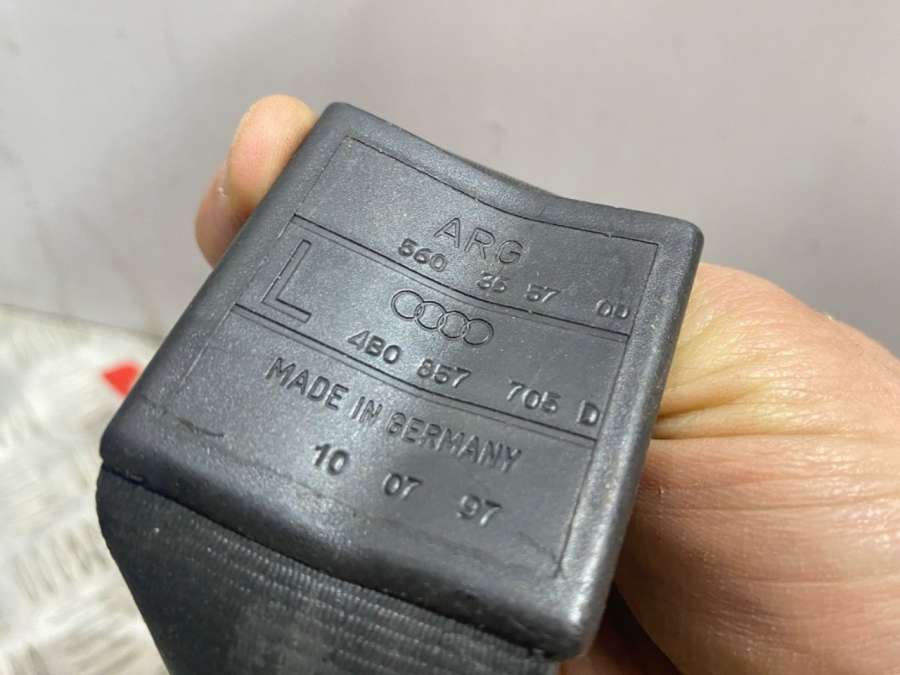 ARG
560 35 57 00
L
4B0 857 705 D
MADE IN GERMANY
10 07 97